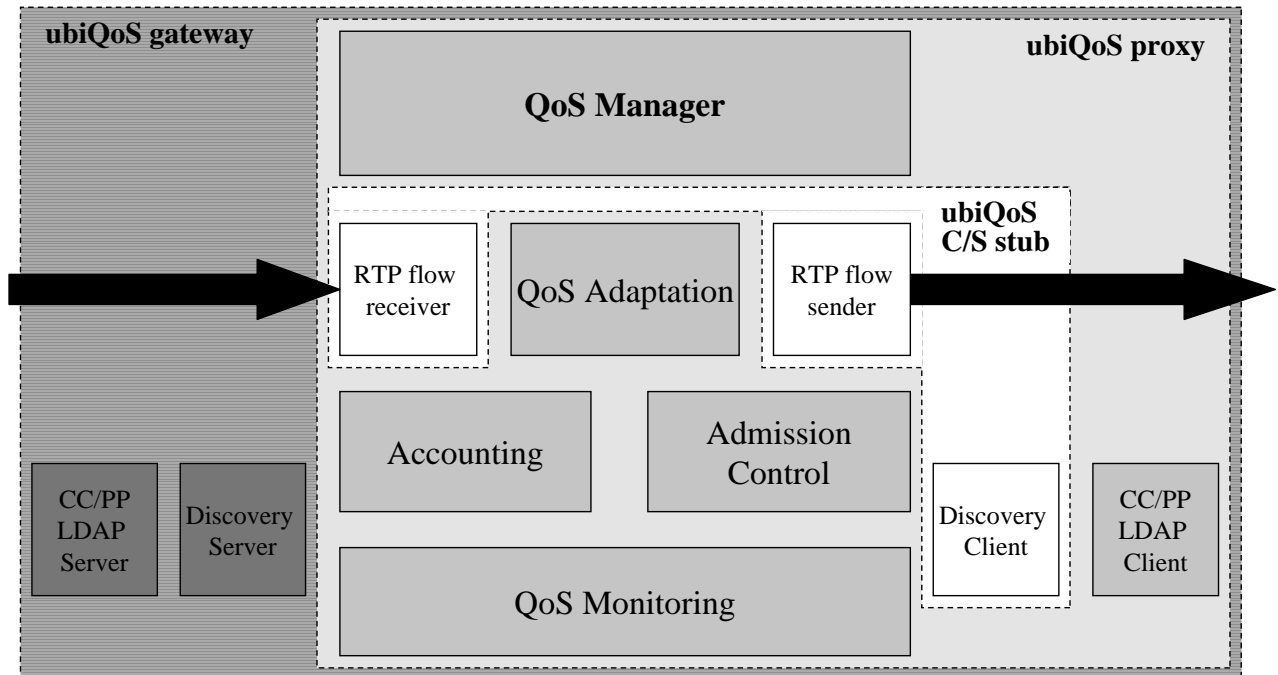 ubiQoS gateway
ubiQoS proxy
QoS Manager
ubiQoS
C/S stub
RTP flow
receiver
QoS Adaptation
RTP flow
sender
Accounting
Admission
Control
CC/PP
LDAP
Server
Discovery
Server
Discovery
Client
CC/PP
LDAP
Client
QoS Monitoring